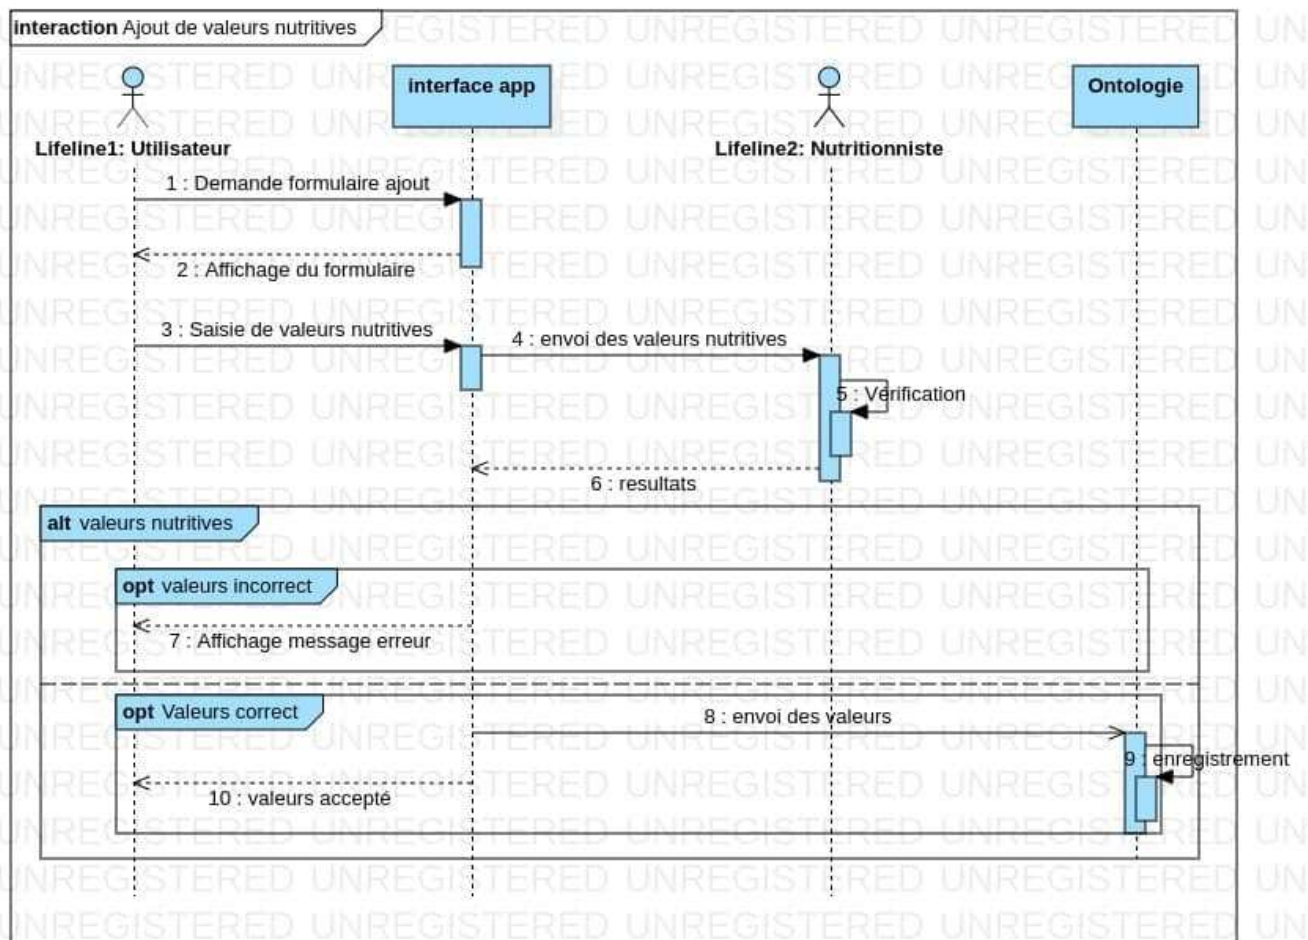 interaction Ajout de valeurs nutritives
interface app
Ontologie
Lifeline1: Utilisateur
Lifeline2: Nutritionniste
1 : Demande formulaire ajout
2 : Affichage du formulaire
3 : Saisie de valeurs nutritives
4 : envoi des valeurs nutritives
5 : Vérification
6 : resultats
alt valeurs nutritives
opt valeurs incorrect
7 : Affichage message erreur
opt Valeurs correct
8 : envoi des valeurs
9 : enregistrement
10 : valeurs accepté
UNREGISTERED